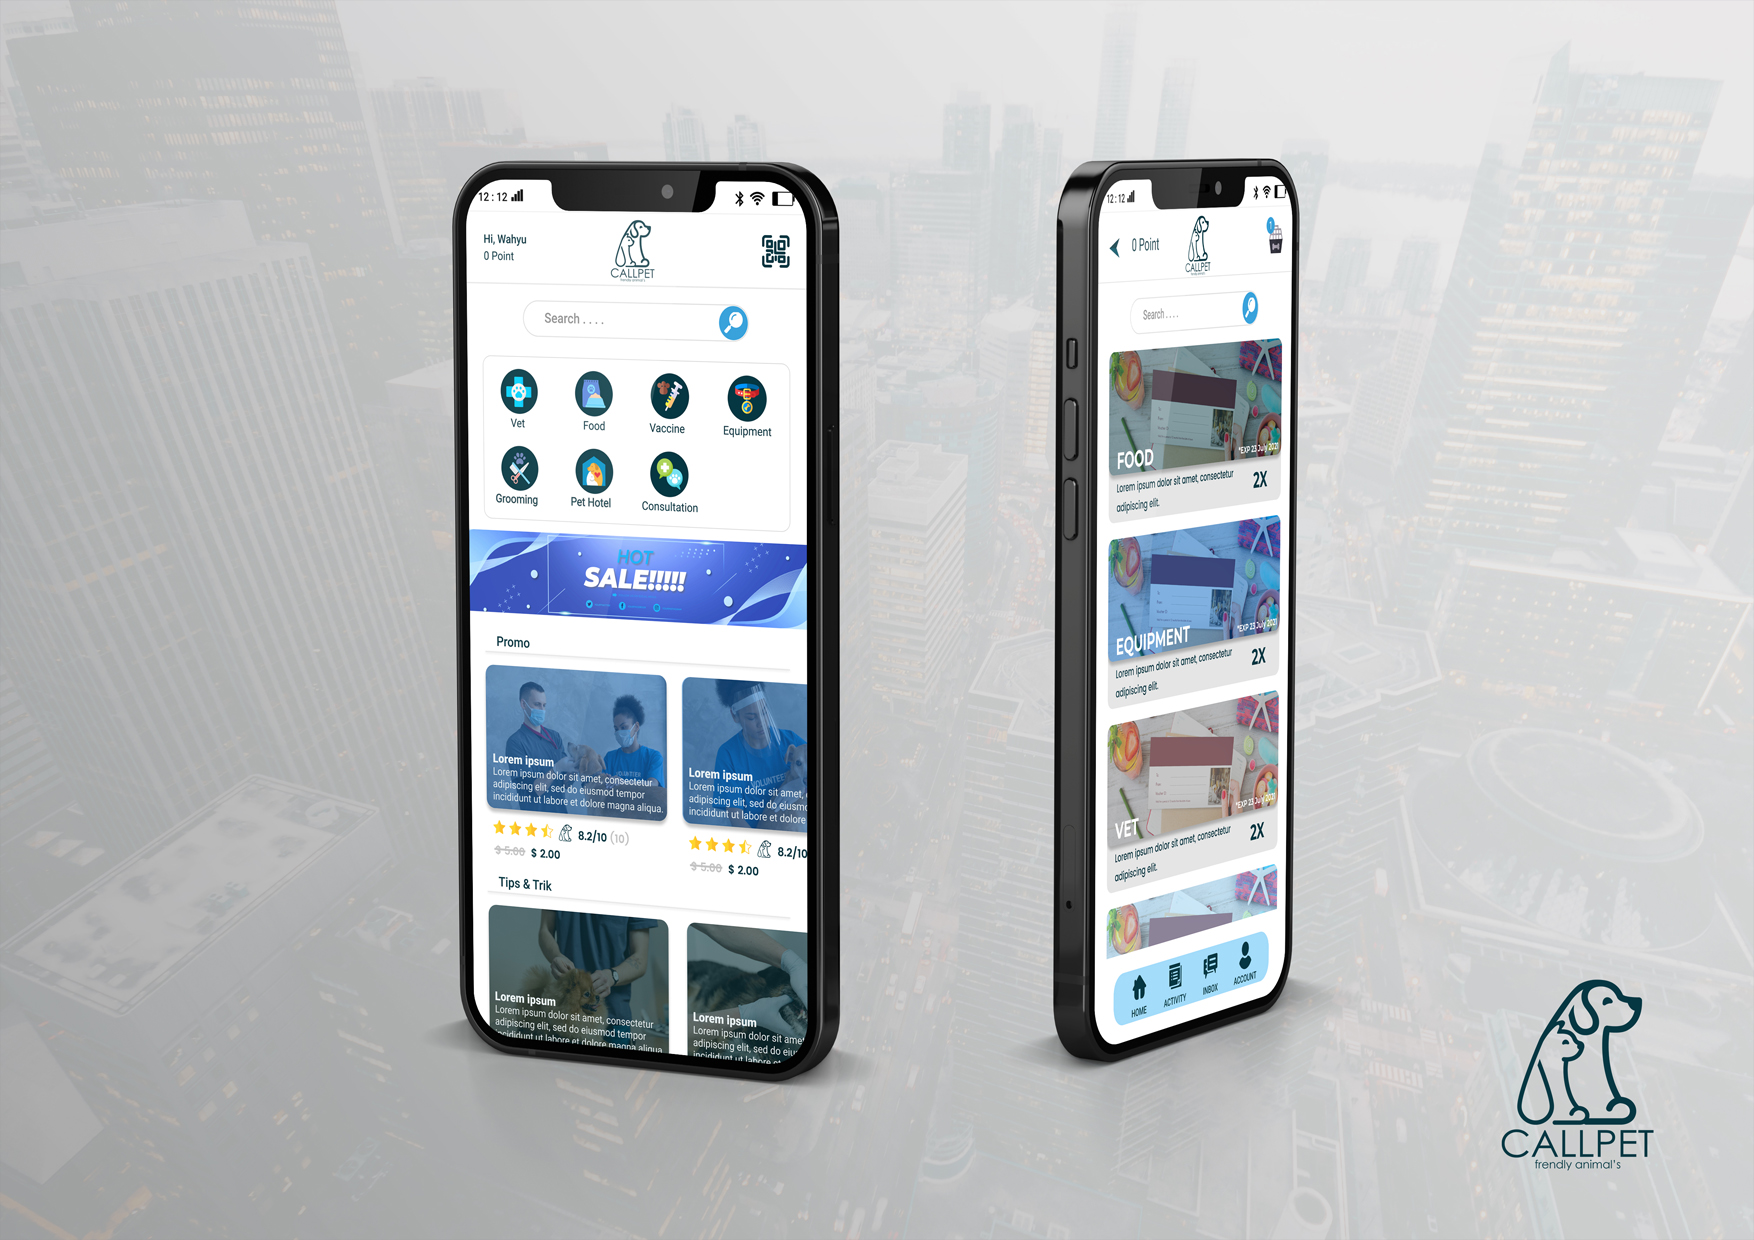 12:12
Hi, Wahyu
0 Point
CALLPET
frendly animal's
Search . . . .
Vet
Food
Vaccine
Equipment
Grooming
Pet Hotel
Consultation
HOT
SALE!!!!!
Promo
Lorem ipsum
Lorem ipsum dolor sit amet, consectetur
adipiscing elit, sed do eiusmod tempor
incididunt ut labore et dolore magna aliqua.
8.2/10 (10)
$ 5.00 $ 2.00
Lorem ipsum
Lorem ipsum dolor sit amet,
adipiscing elit, sed do eiusm
incididunt ut labore et dolore
8.2/10
$ 5.00 $ 2.00
Tips & Trik
Lorem ipsum
Lorem ipsum dolor sit amet, consectetur
adipiscing elit, sed do eiusmod tempor
incididunt ut labore et dolore magna aliqua
Lorem ipsum
Lorem ipsum dolor sit amet,
adipiscing elit, sed do eius
incididunt ut labore et
12:12
0 Point
CALLPET
frendly animal's
1
Search . . . .
FOOD
*EXP 23 July 2021
Lorem ipsum dolor sit amet, consectetur
adipiscing elit.
2X
EQUIPMENT
*EXP 23 July 2021
Lorem ipsum dolor sit amet, consectetur
adipiscing elit.
2X
VET
*EXP 23 July 2021
Lorem ipsum dolor sit amet, consectetur
adipiscing elit.
2X
HOME
ACTIVITY
INBOX
ACCOUNT
CALLPET
frendly animal's